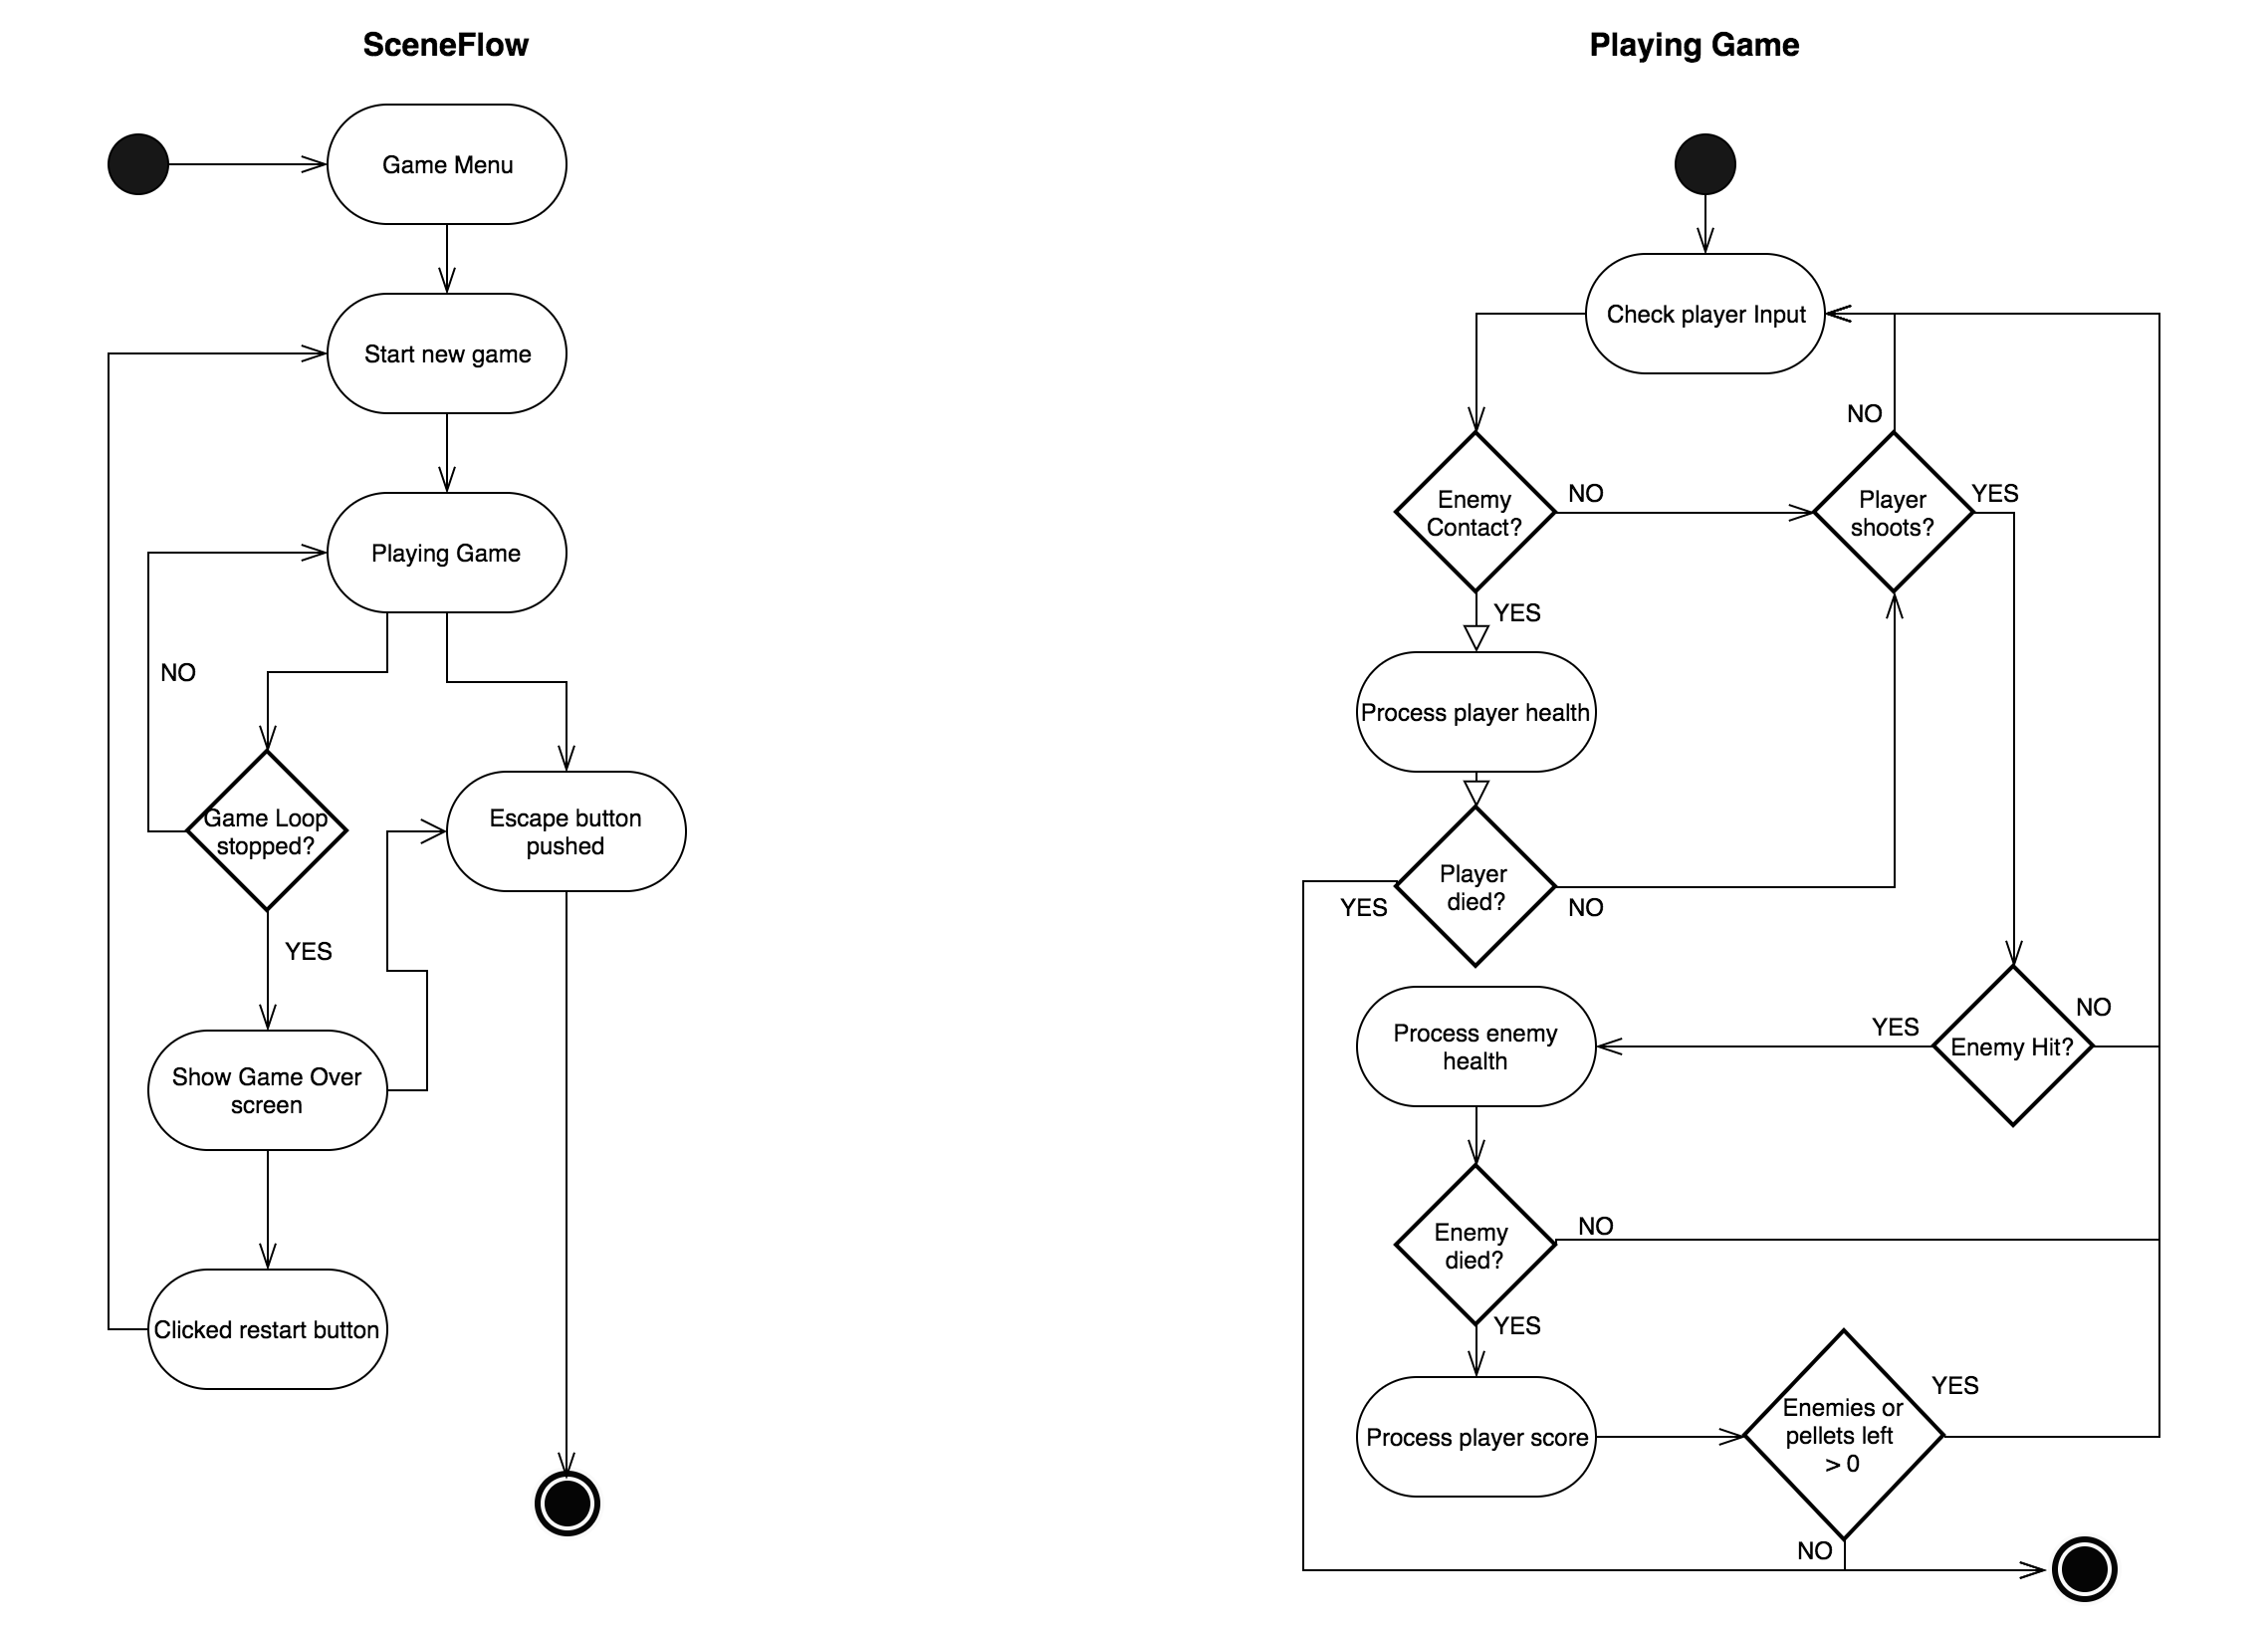 SceneFlow
Game Menu
Start new game
Playing Game
NO
Game Loop
stopped?
Escape button
pushed
YES
Show Game Over
screen
Clicked restart button
Playing Game
Check player Input
NO
Enemy
Contact?
NO
Player
shoots?
YES
YES
Process player health
Player
died?
YES
NO
Process enemy
health
YES
Enemy Hit?
NO
Enemy
died?
NO
YES
Process player score
Enemies or
pellets left
> 0
YES
NO